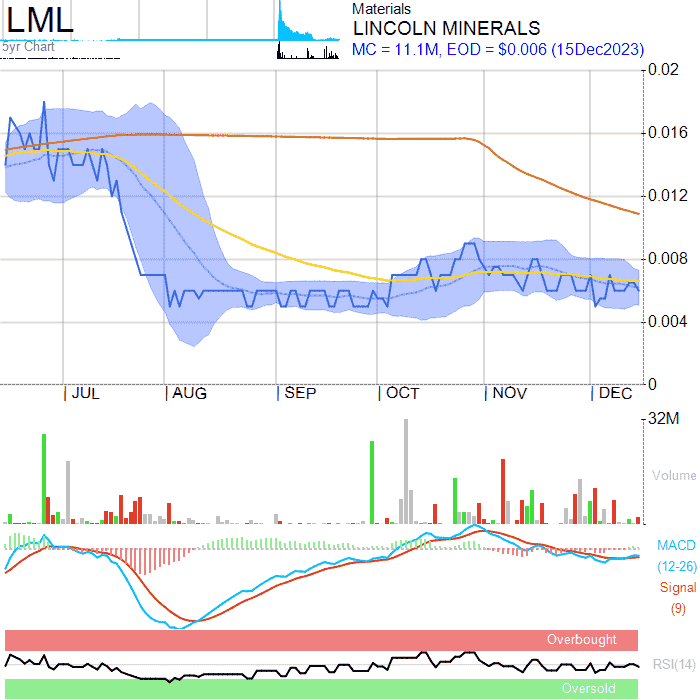 LML
5yr Chart
Materials
LINCOLN MINERALS
MC = 11.1M, EOD = $0.006 (15Dec2023)
0.02
0.016
0.012
0.008
0.004
0
JUL
AUG
SEP
OCT
NOV
DEC
32M
Volume
MACD
(12-26)
Signal
(9)
Overbought
RSI(14)
Oversold